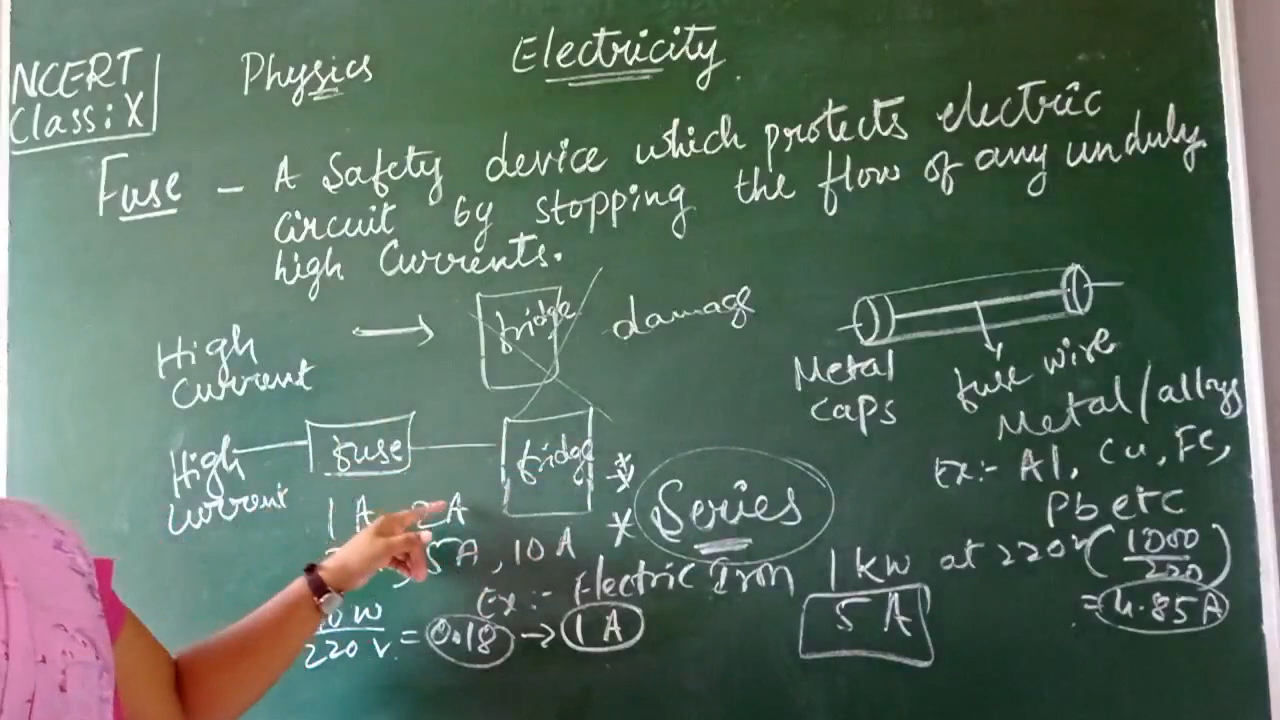 NCERT
Class:X
Physics
Electricity
Fuse - A Safety device which protects electric
circuit by stopping the flow of any unduly
high Currents.
High
Current
→
fridge
damage
Metal
caps
fuse wire
Metal/alloys
Ex:- Al, Cu, Fe,
Pb etc
High
Current
fuse
fridge
* Series
*
1 A 2A
5A, 10 A
Ex:- Electric Iron 1 kW at 220V (1000/220)
5 A
= 4.85A
W/220 V. = 0.18 → 1 A